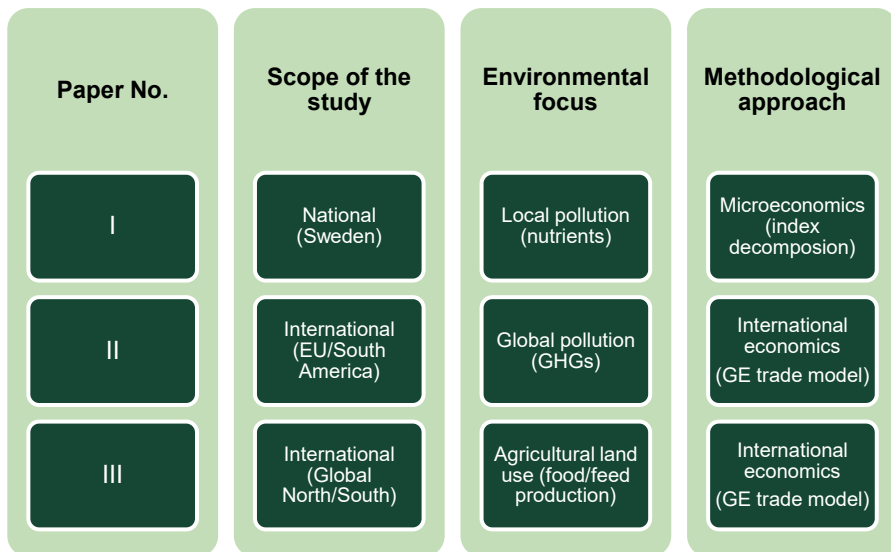 Paper No.
Scope of the
study
Environmental
focus
Methodological
approach
I
National
(Sweden)
Local pollution
(nutrients)
Microeconomics
(index
decomposion)
II
International
(EU/South
America)
Global pollution
(GHGs)
International
economics
(GE trade model)
III
International
(Global
North/South)
Agricultural land
use (food/feed
production)
International
economics
(GE trade model)